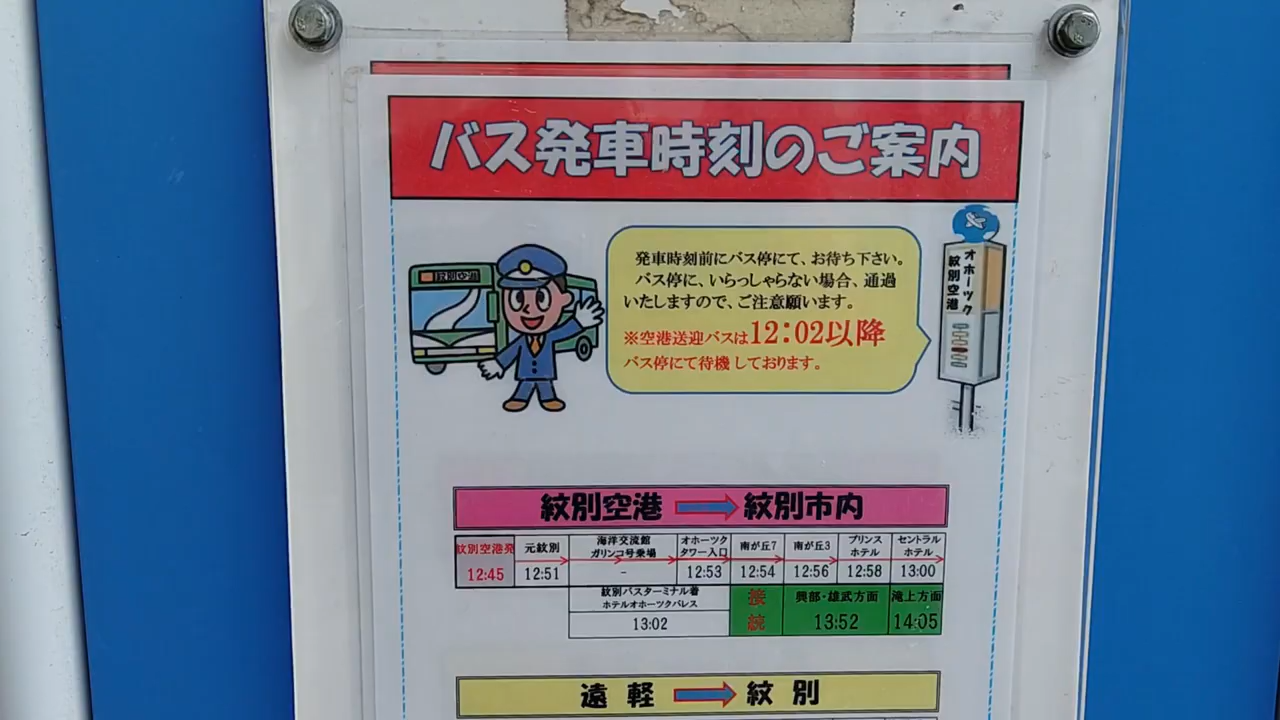 バス発車時刻のご案内
紋別空港
発車時刻前にバス停にて、お待ち下さい。
バス停に、いらっしゃらない場合、通過
いたしますので、ご注意願います。
※空港送迎バスは12:02以降
バス停にて待機しております。
オホーツク
紋別空港
紋別空港 紋別市内
紋別空港発 元紋別 海洋交流館 オホーツク 南が丘7 南が丘3 プリンス セントラル
ガリンコ号乗場 タワー入口 ホテル ホテル
12:45 12:51 - 12:53 12:54 12:56 12:58 13:00
紋別バスターミナル着 接 興部・雄武方面 滝上方面
ホテルオホーツクパレス
13:02 続 13:52 14:05
遠軽 紋別